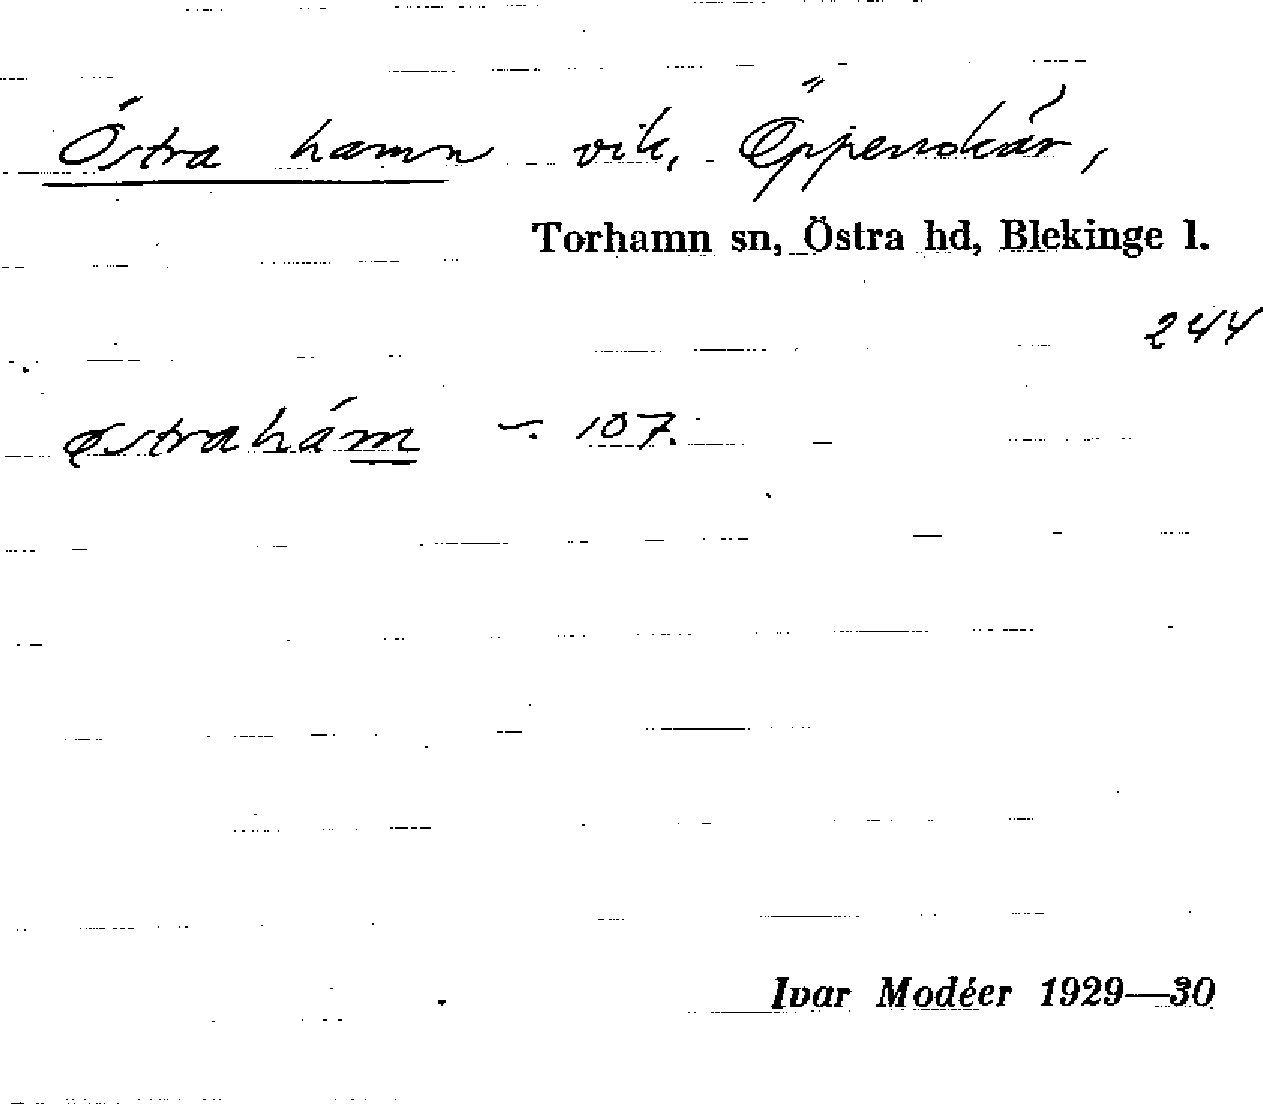 Östra hamn vik, Öppenskär,
Torhamn sn, Östra hd, Blekinge l.
244
østrahám – 107.
Ivar Modéer 1929—30